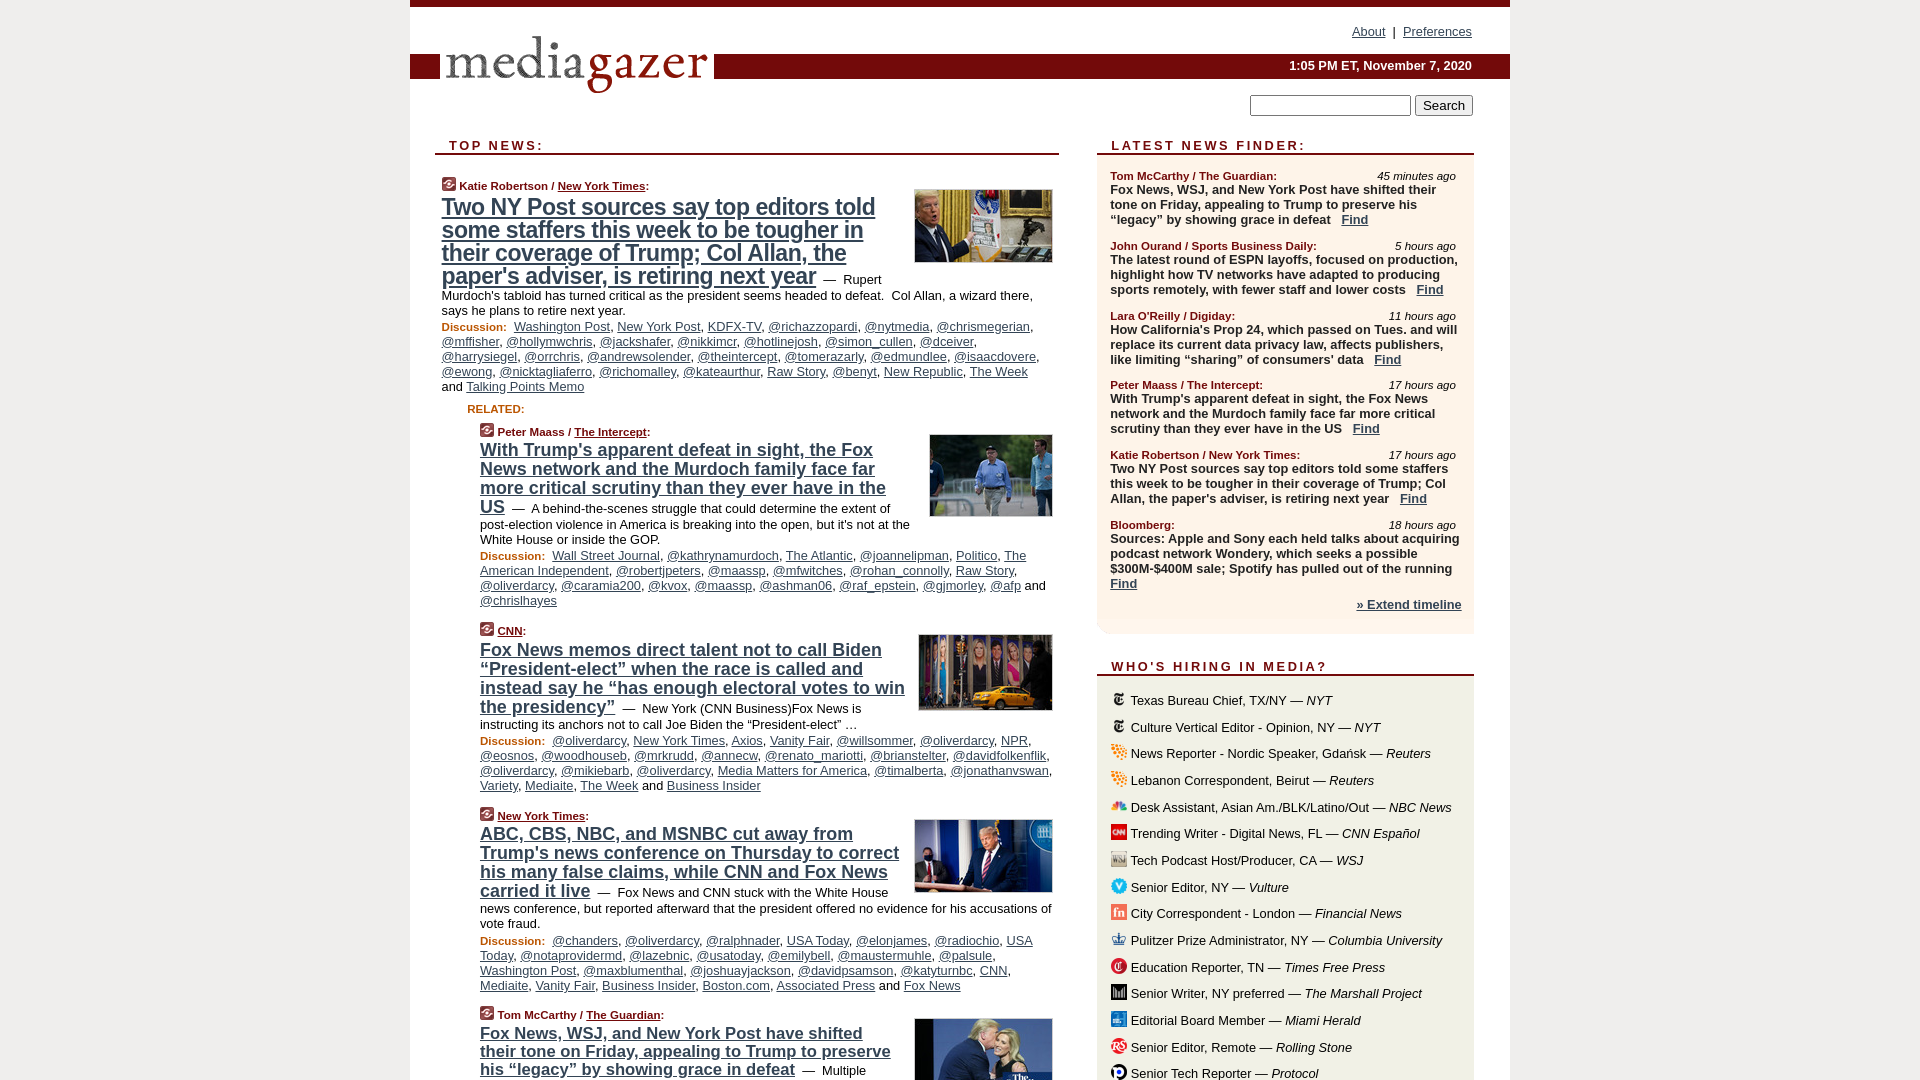 About | Preferences
mediagazer
1:05 PM ET, November 7, 2020
Search
TOP NEWS:
Katie Robertson / New York Times:
Two NY Post sources say top editors told
some staffers this week to be tougher in
their coverage of Trump; Col Allan, the
paper's adviser, is retiring next year — Rupert
Murdoch's tabloid has turned critical as the president seems headed to defeat. Col Allan, a wizard there,
says he plans to retire next year.
Discussion: Washington Post, New York Post, KDFX-TV, @richazzopardi, @nytmedia, @chrismegerian,
@mffisher, @hollymwchris, @jackshafer, @nikkimcr, @hotlinejosh, @simon_cullen, @dceiver,
@harrysiegel, @orrchris, @andrewsolender, @theintercept, @tomerazarly, @edmundlee, @isaacdovere,
@ewong, @nicktagliaferro, @richomalley, @kateaurthur, Raw Story, @benyt, New Republic, The Week
and Talking Points Memo
RELATED:
Peter Maass / The Intercept:
With Trump's apparent defeat in sight, the Fox
News network and the Murdoch family face far
more critical scrutiny than they ever have in the
US — A behind-the-scenes struggle that could determine the extent of
post-election violence in America is breaking into the open, but it's not at the
White House or inside the GOP.
Discussion: Wall Street Journal, @kathrynamurdoch, The Atlantic, @joannelipman, Politico, The
American Independent, @robertjpeters, @maassp, @mfwitches, @rohan_connolly, Raw Story,
@oliverdarcy, @caramia200, @kvox, @maassp, @ashman06, @raf_epstein, @gjmorley, @afp and
@chrislhayes
CNN:
Fox News memos direct talent not to call Biden
“President-elect” when the race is called and
instead say he “has enough electoral votes to win
the presidency” — New York (CNN Business)Fox News is
instructing its anchors not to call Joe Biden the “President-elect” …
Discussion: @oliverdarcy, New York Times, Axios, Vanity Fair, @willsommer, @oliverdarcy, NPR,
@eosnos, @woodhouseb, @mrkrudd, @annecw, @renato_mariotti, @brianstelter, @davidfolkenflik,
@oliverdarcy, @mikiebarb, @oliverdarcy, Media Matters for America, @timalberta, @jonathanvswan,
Variety, Mediaite, The Week and Business Insider
New York Times:
ABC, CBS, NBC, and MSNBC cut away from
Trump's news conference on Thursday to correct
his many false claims, while CNN and Fox News
carried it live — Fox News and CNN stuck with the White House
news conference, but reported afterward that the president offered no evidence for his accusations of
vote fraud.
Discussion: @chanders, @oliverdarcy, @ralphnader, USA Today, @elonjames, @radiochio, USA
Today, @notaprovidermd, @lazebnic, @usatoday, @emilybell, @maustermuhle, @palsule,
Washington Post, @maxblumenthal, @joshuayjackson, @davidpsamson, @katyturnbc, CNN,
Mediaite, Vanity Fair, Business Insider, Boston.com, Associated Press and Fox News
Tom McCarthy / The Guardian:
Fox News, WSJ, and New York Post have shifted
their tone on Friday, appealing to Trump to preserve
his “legacy” by showing grace in defeat — Multiple
LATEST NEWS FINDER:
Tom McCarthy / The Guardian: 45 minutes ago
Fox News, WSJ, and New York Post have shifted their
tone on Friday, appealing to Trump to preserve his
“legacy” by showing grace in defeat Find
John Ourand / Sports Business Daily: 5 hours ago
The latest round of ESPN layoffs, focused on production,
highlight how TV networks have adapted to producing
sports remotely, with fewer staff and lower costs Find
Lara O'Reilly / Digiday: 11 hours ago
How California's Prop 24, which passed on Tues. and will
replace its current data privacy law, affects publishers,
like limiting “sharing” of consumers' data Find
Peter Maass / The Intercept: 17 hours ago
With Trump's apparent defeat in sight, the Fox News
network and the Murdoch family face far more critical
scrutiny than they ever have in the US Find
Katie Robertson / New York Times: 17 hours ago
Two NY Post sources say top editors told some staffers
this week to be tougher in their coverage of Trump; Col
Allan, the paper's adviser, is retiring next year Find
Bloomberg: 18 hours ago
Sources: Apple and Sony each held talks about acquiring
podcast network Wondery, which seeks a possible
$300M-$400M sale; Spotify has pulled out of the running
Find
» Extend timeline
WHO'S HIRING IN MEDIA?
Texas Bureau Chief, TX/NY — NYT
Culture Vertical Editor - Opinion, NY — NYT
News Reporter - Nordic Speaker, Gdańsk — Reuters
Lebanon Correspondent, Beirut — Reuters
Desk Assistant, Asian Am./BLK/Latino/Out — NBC News
Trending Writer - Digital News, FL — CNN Español
Tech Podcast Host/Producer, CA — WSJ
Senior Editor, NY — Vulture
City Correspondent - London — Financial News
Pulitzer Prize Administrator, NY — Columbia University
Education Reporter, TN — Times Free Press
Senior Writer, NY preferred — The Marshall Project
Editorial Board Member — Miami Herald
Senior Editor, Remote — Rolling Stone
Senior Tech Reporter — Protocol